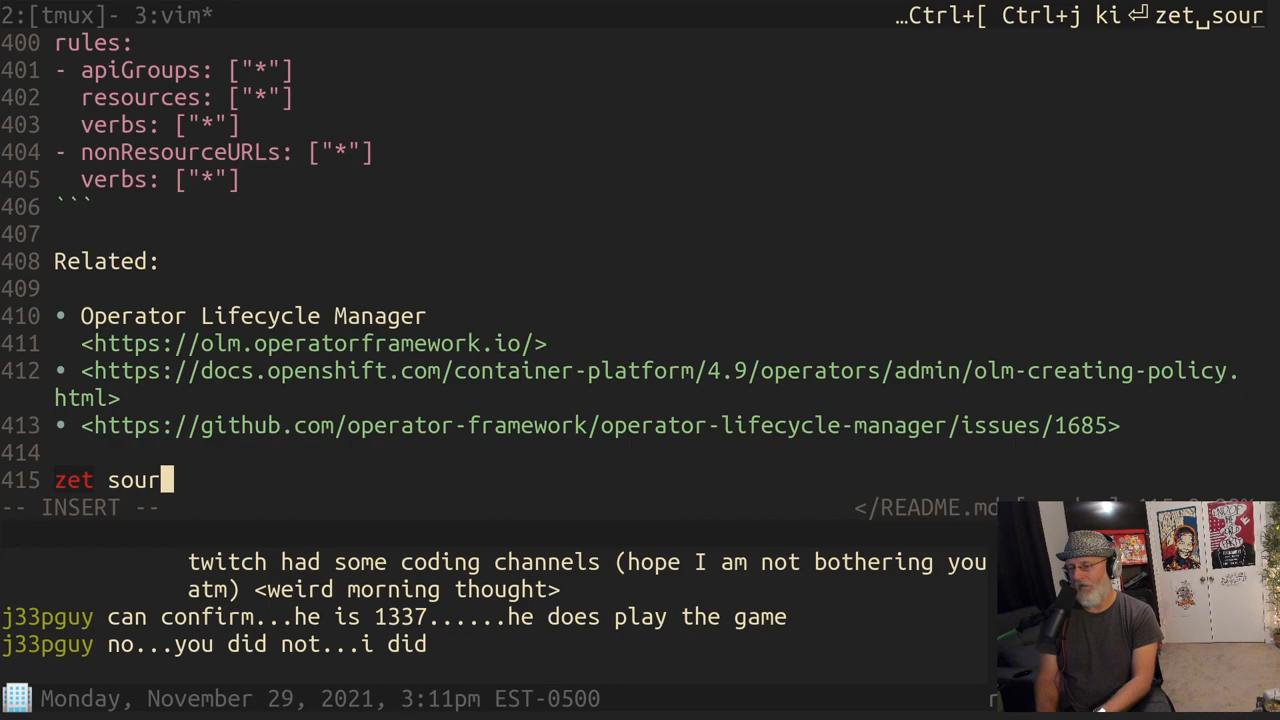 2:[tmux]- 3:vim* …Ctrl+[ Ctrl+j ki⏎zet␣sour_
400 rules:
401 - apiGroups: ["*"]
402   resources: ["*"]
403   verbs: ["*"]
404 - nonResourceURLs: ["*"]
405   verbs: ["*"]
406 ```
407
408 Related:
409
410 • Operator Lifecycle Manager
411   <https://olm.operatorframework.io/>
412 • <https://docs.openshift.com/container-platform/4.9/operators/admin/olm-creating-policy.
html>
413 • <https://github.com/operator-framework/operator-lifecycle-manager/issues/1685>
414
415 zet sour
-- INSERT -- </README.md
twitch had some coding channels (hope I am not bothering you
atm) <weird morning thought>
j33pguy can confirm...he is 1337......he does play the game
j33pguy no...you did not...i did
Monday, November 29, 2021, 3:11pm EST-0500